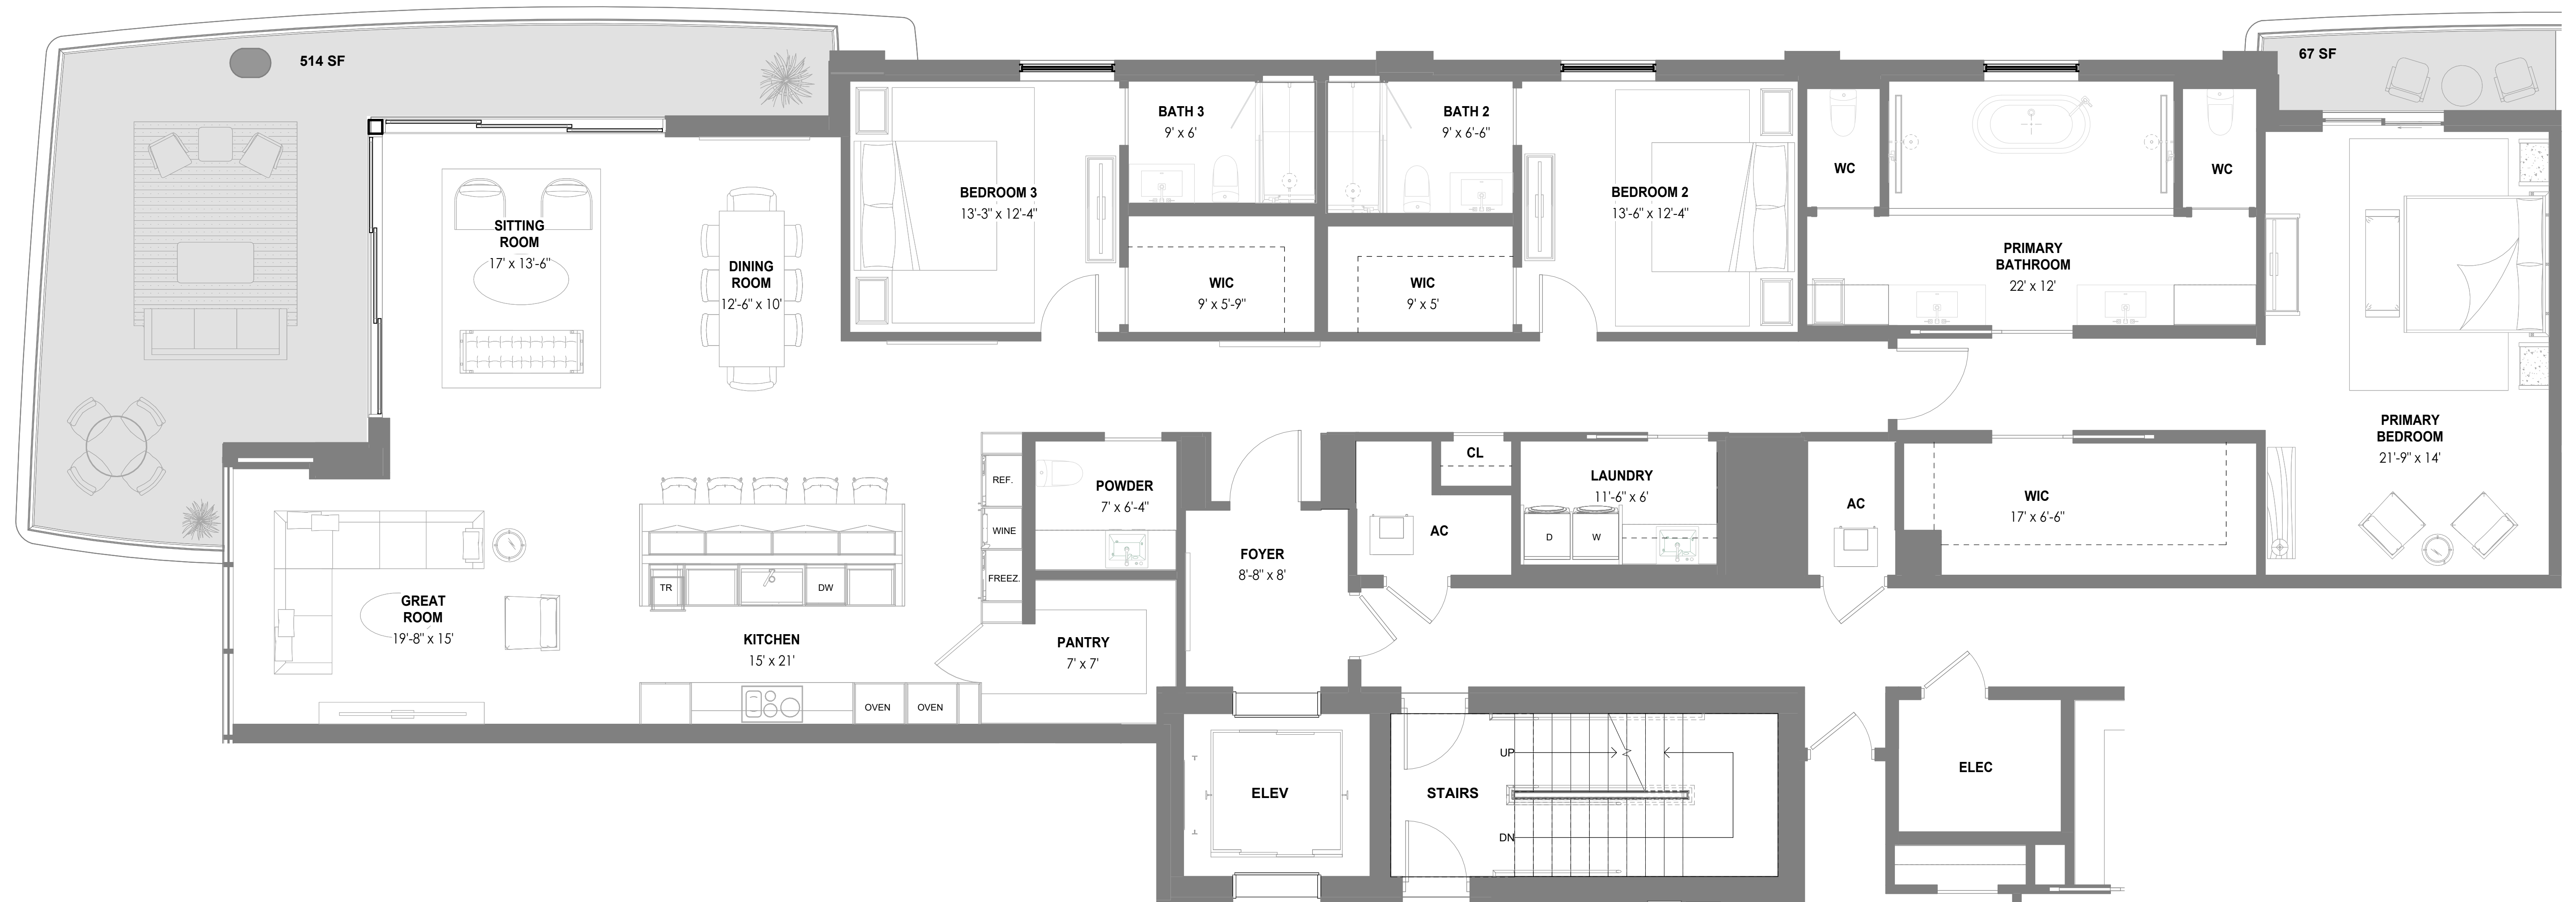 514 SF
67 SF
BATH 3
9' x 6'
BATH 2
9' x 6'-6"
WC
WC
BEDROOM 3
13'-3" x 12'-4"
BEDROOM 2
13'-6" x 12'-4"
SITTING
ROOM
17' x 13'-6"
DINING
ROOM
12'-6" x 10'
WIC
9' x 5'-9"
WIC
9' x 5'
PRIMARY
BATHROOM
22' x 12'
PRIMARY
BEDROOM
21'-9" x 14'
CL
REF.
WINE
FREEZ.
POWDER
7' x 6'-4"
LAUNDRY
11'-6" x 6'
D
W
AC
AC
WIC
17' x 6'-6"
FOYER
8'-8" x 8'
TR
DW
GREAT
ROOM
19'-8" x 15'
KITCHEN
15' x 21'
PANTRY
7' x 7'
OVEN
OVEN
ELEV
STAIRS
UP
DN
ELEC